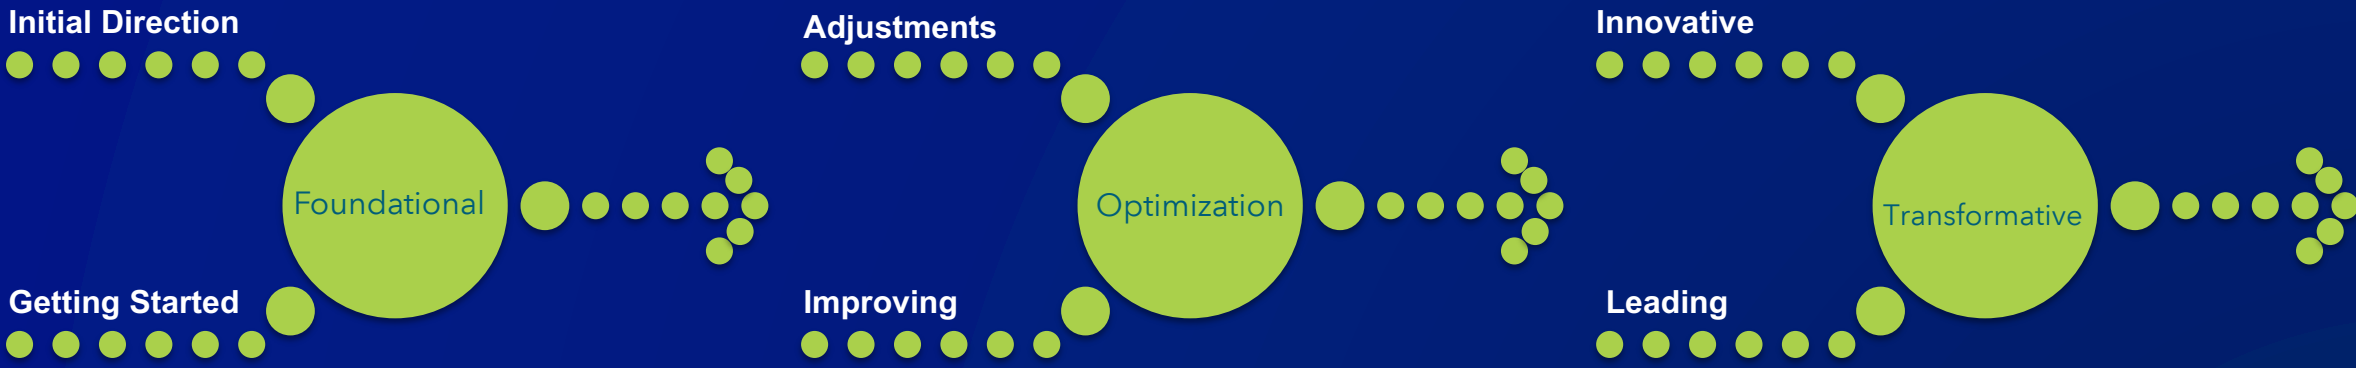 Initial Direction
Getting Started
Foundational
Adjustments
Improving
Optimization
Innovative
Leading
Transformative